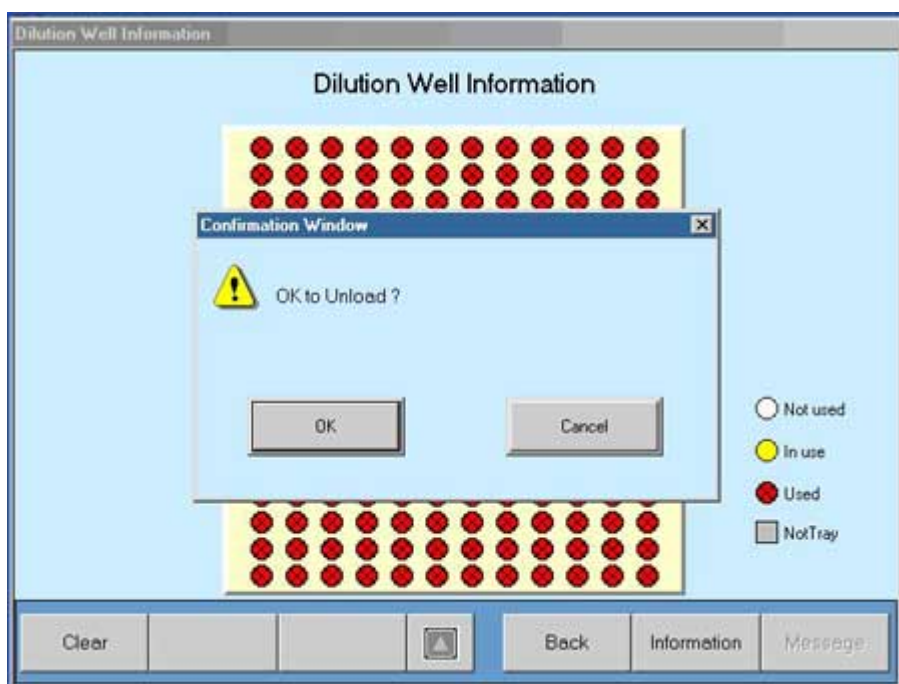 Dilution Well Information
Dilution Well Information
Confirmation Window
OK to Unload ?
OK
Cancel
Not used
In use
Used
NotTray
Clear
Back
Information
Message